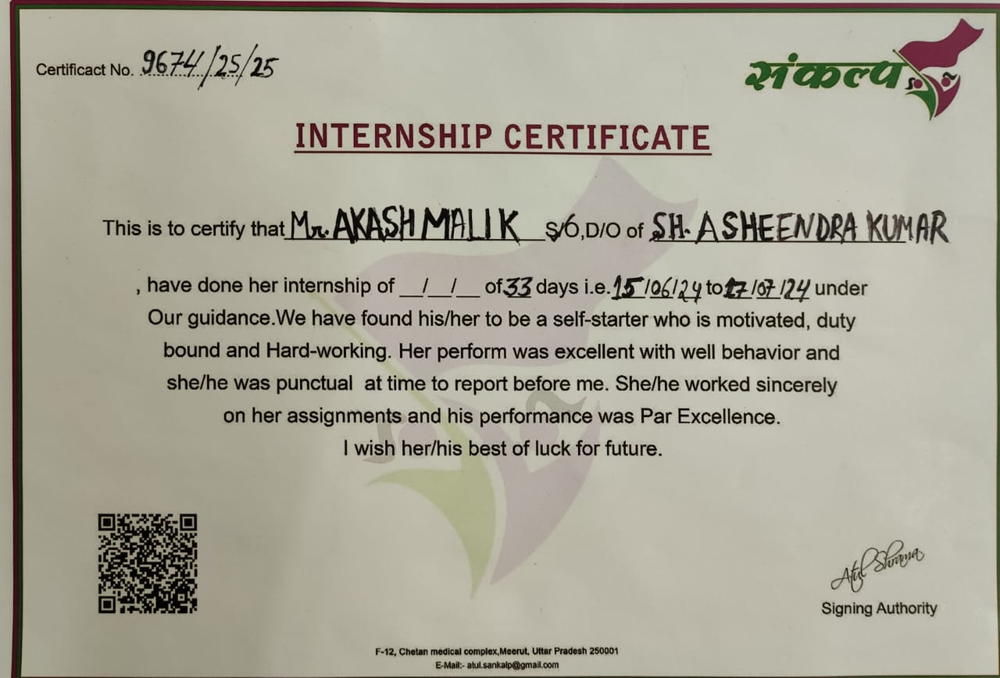 Certificact No. 9674/25/25
संकल्प
INTERNSHIP CERTIFICATE
This is to certify that Mr. AKASH MALIK S/O,D/O of SH. ASHEENDRA KUMAR
, have done her internship of __/__/__ of 33 days i.e. 15/06/24 to 17/07/24 under
Our guidance.We have found his/her to be a self-starter who is motivated, duty
bound and Hard-working. Her perform was excellent with well behavior and
she/he was punctual at time to report before me. She/he worked sincerely
on her assignments and his performance was Par Excellence.
I wish her/his best of luck for future.
Atul Shrama
Signing Authority
F-12, Chetan medical complex,Meerut, Uttar Pradesh 250001
E-Mail:- atul.sankalp@gmail.com